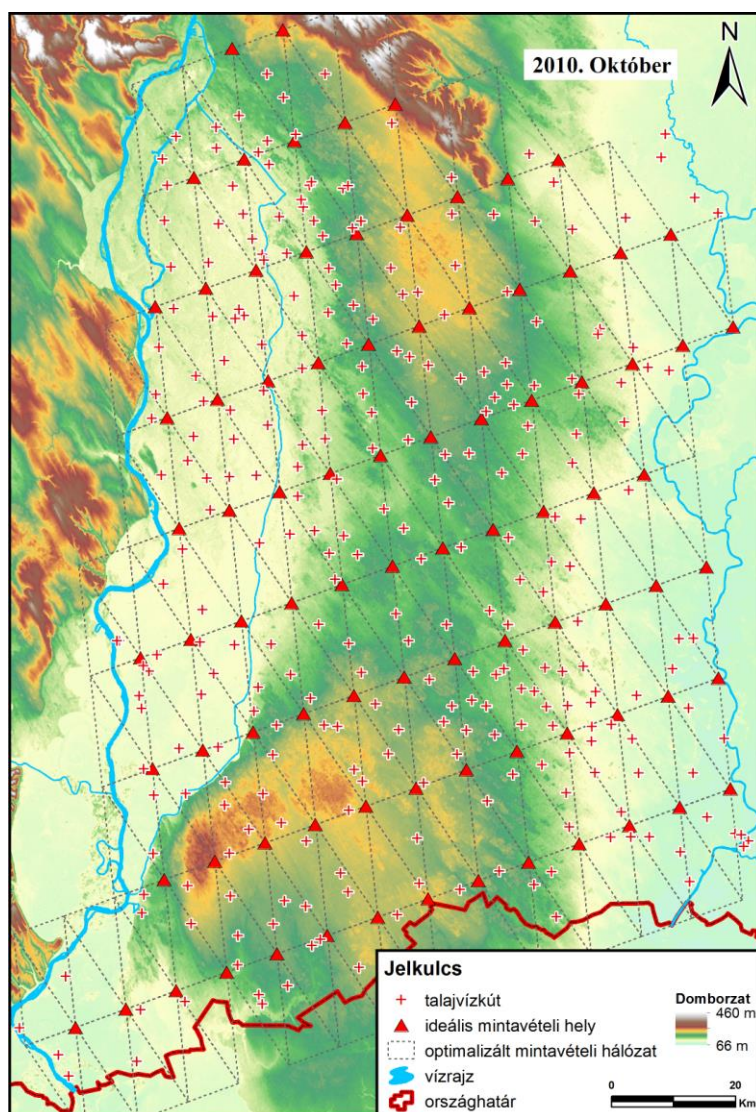 2010. Október
N
Jelkulcs
talajvízkút
ideális mintavételi hely
optimalizált mintavételi hálózat
vízrajz
országhatár
Domborzat
460 m
66 m
0 20
Km